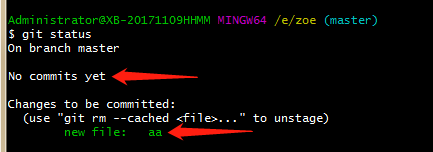 Administrator@XB-20171109HHMM MINGW64 /e/zoe (master)
$ git status
On branch master
No commits yet
Changes to be committed:
(use "git rm --cached <file>..." to unstage)
new file: aa